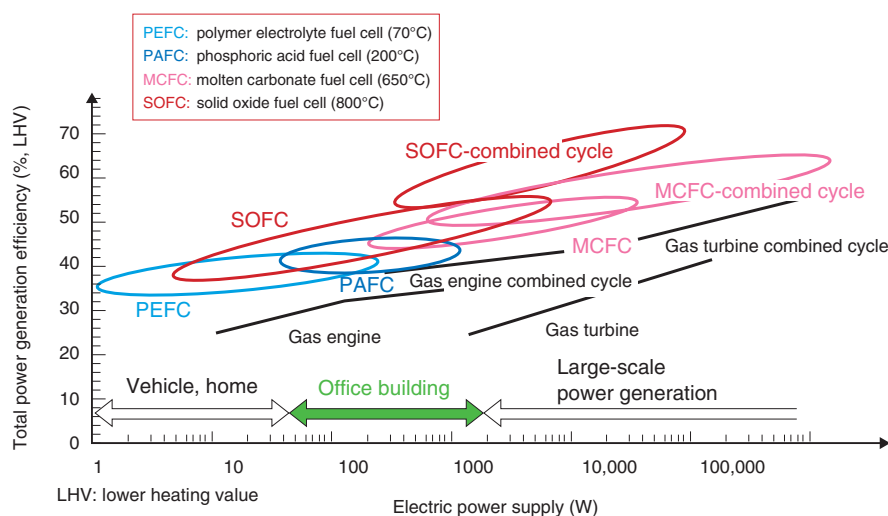 PEFC: polymer electrolyte fuel cell (70°C)
PAFC: phosphoric acid fuel cell (200°C)
MCFC: molten carbonate fuel cell (650°C)
SOFC: solid oxide fuel cell (800°C)
Total power generation efficiency (%, LHV)
70
60
50
40
30
20
10
0
SOFC-combined cycle
MCFC-combined cycle
SOFC
MCFC
Gas turbine combined cycle
PAFC
Gas engine combined cycle
PEFC
Gas engine
Gas turbine
Vehicle, home
Office building
Large-scale
power generation
1
10
100
1000
10,000
100,000
LHV: lower heating value
Electric power supply (W)